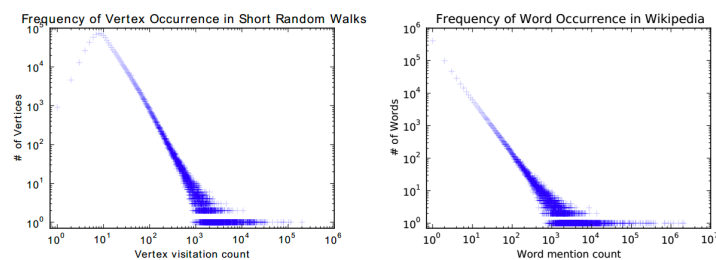 Frequency of Vertex Occurrence in Short Random Walks
10^5
10^4
10^3
10^2
10^1
10^0
# of Vertices
10^0 10^1 10^2 10^3 10^4 10^5 10^6
Vertex visitation count
Frequency of Word Occurrence in Wikipedia
10^6
10^5
10^4
10^3
10^2
10^1
10^0
# of Words
10^0 10^1 10^2 10^3 10^4 10^5 10^6 10^7
Word mention count